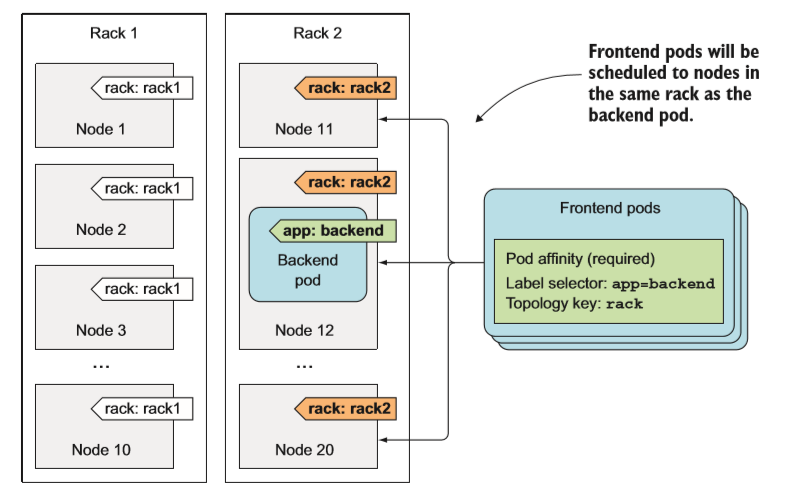 Rack 1
rack: rack1
Node 1
rack: rack1
Node 2
rack: rack1
Node 3
...
rack: rack1
Node 10
Rack 2
rack: rack2
Node 11
rack: rack2
app: backend
Backend
pod
Node 12
...
rack: rack2
Node 20
Frontend pods will be
scheduled to nodes in
the same rack as the
backend pod.
Frontend pods
Pod affinity (required)
Label selector: app=backend
Topology key: rack